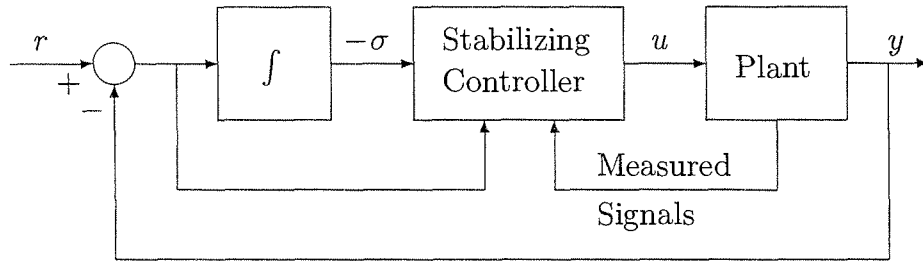 r
+
−
∫
−σ
Stabilizing
Controller
u
Plant
y
Measured
Signals